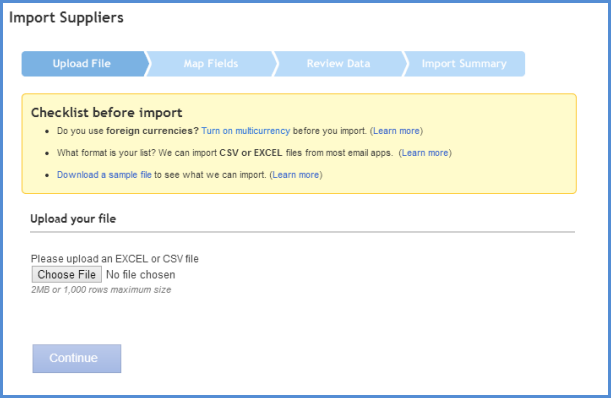 Import Suppliers
Upload File
Map Fields
Review Data
Import Summary
Checklist before import
Do you use foreign currencies? Turn on multicurrency before you import. (Learn more)
What format is your list? We can import CSV or EXCEL files from most email apps. (Learn more)
Download a sample file to see what we can import. (Learn more)
Upload your file
Please upload an EXCEL or CSV file
Choose File No file chosen
2MB or 1,000 rows maximum size
Continue